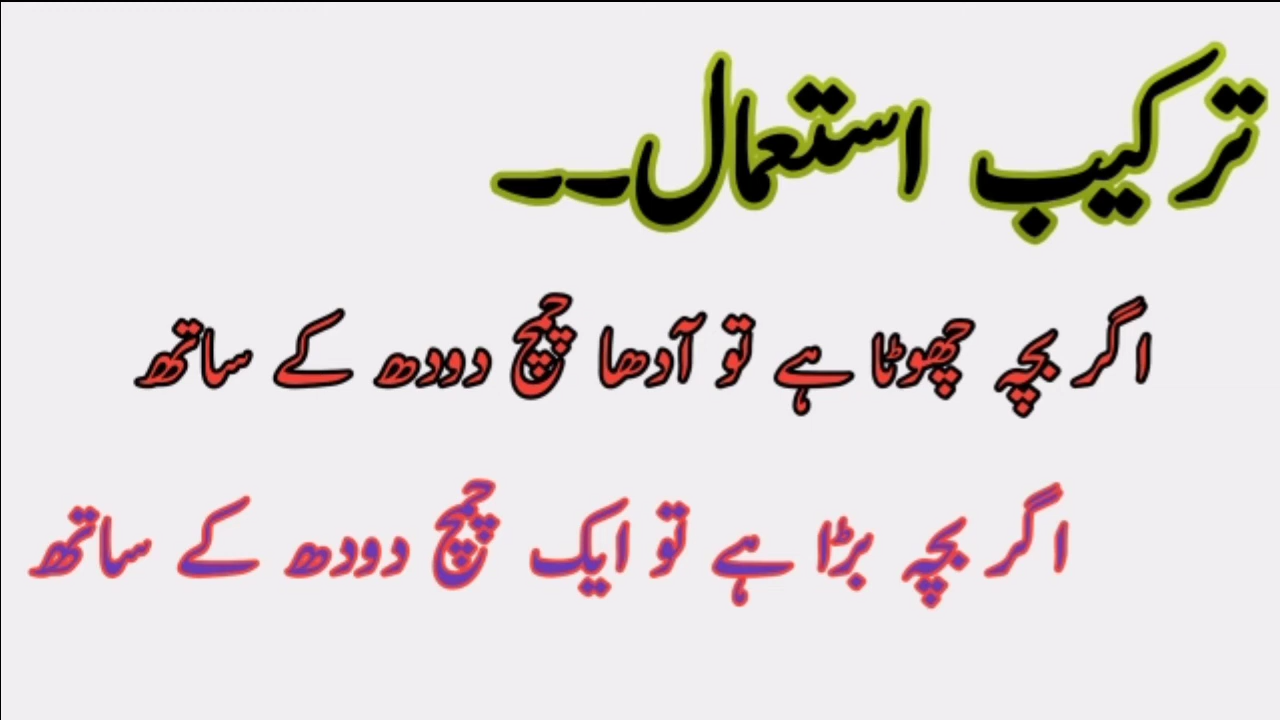 ترکیب استعمال۔۔
اگر بچہ چھوٹا ہے تو آدھا چمچ دودھ کے ساتھ
اگر بچہ بڑا ہے تو ایک چمچ دودھ کے ساتھ